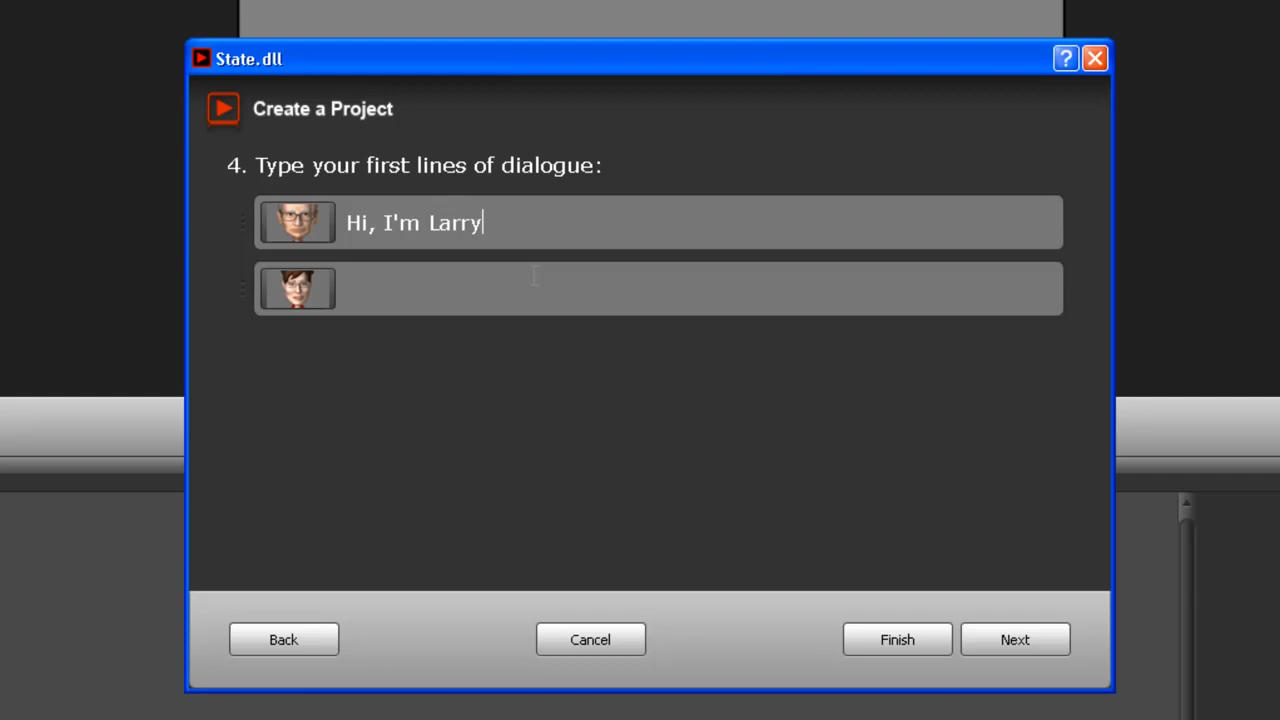 State.dll
Create a Project
4. Type your first lines of dialogue:
Hi, I'm Larry
Back
Cancel
Finish
Next